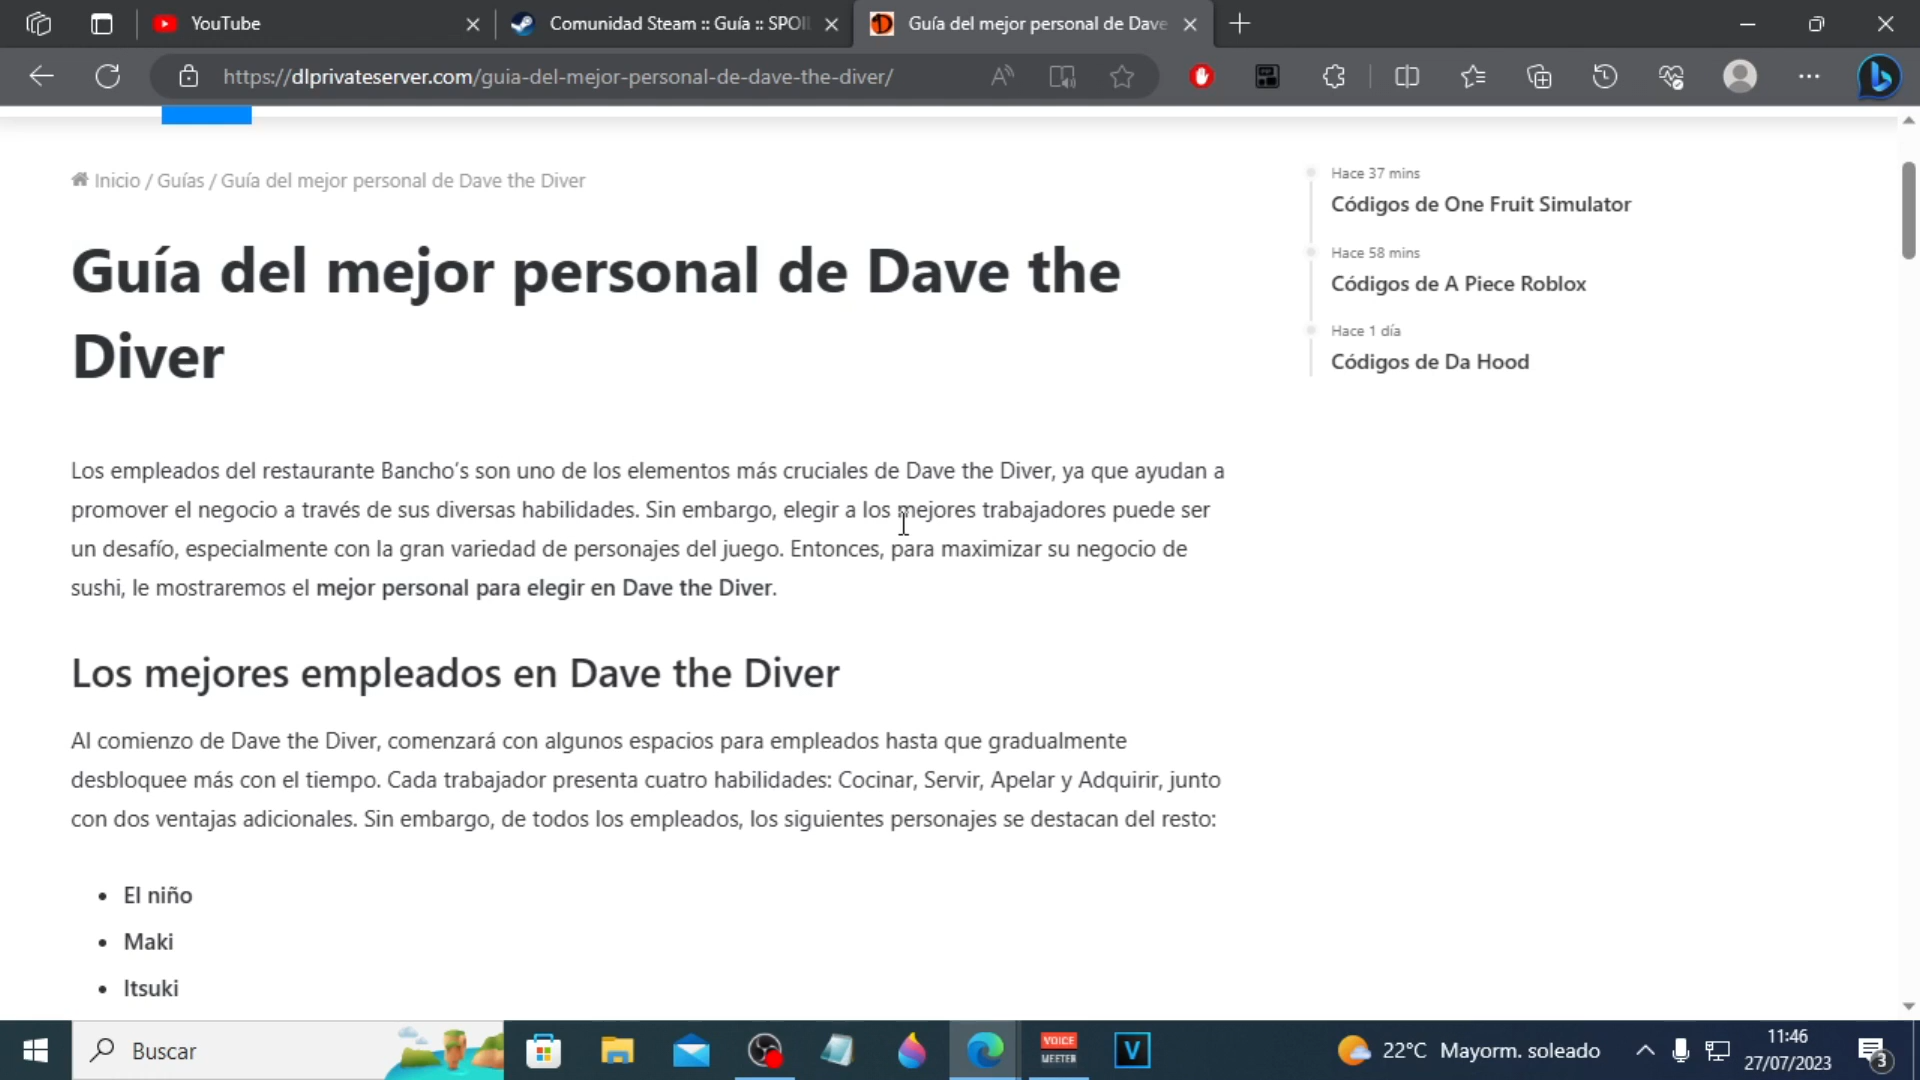 YouTube
Comunidad Steam :: Guía :: SPOI
Guía del mejor personal de Dave
https://dlprivateserver.com/guia-del-mejor-personal-de-dave-the-diver/
Inicio / Guías / Guía del mejor personal de Dave the Diver
Guía del mejor personal de Dave the
Diver
Los empleados del restaurante Bancho’s son uno de los elementos más cruciales de Dave the Diver, ya que ayudan a
promover el negocio a través de sus diversas habilidades. Sin embargo, elegir a los mejores trabajadores puede ser
un desafío, especialmente con la gran variedad de personajes del juego. Entonces, para maximizar su negocio de
sushi, le mostraremos el mejor personal para elegir en Dave the Diver.
Los mejores empleados en Dave the Diver
Al comienzo de Dave the Diver, comenzará con algunos espacios para empleados hasta que gradualmente
desbloquee más con el tiempo. Cada trabajador presenta cuatro habilidades: Cocinar, Servir, Apelar y Adquirir, junto
con dos ventajas adicionales. Sin embargo, de todos los empleados, los siguientes personajes se destacan del resto:
El niño
Maki
Itsuki
Hace 37 mins
Códigos de One Fruit Simulator
Hace 58 mins
Códigos de A Piece Roblox
Hace 1 día
Códigos de Da Hood
Buscar
VOICE
MEETER
V
22°C Mayorm. soleado
11:46
27/07/2023
3